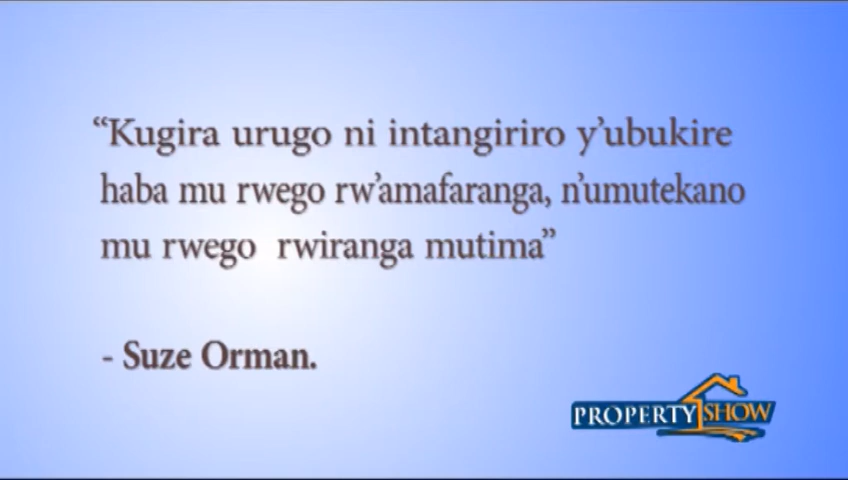 “Kugira urugo ni intangiriro y’ubukire
haba mu rwego rw’amafaranga, n’umutekano
mu rwego rwiranga mutima”
- Suze Orman.
PROPERTY SHOW